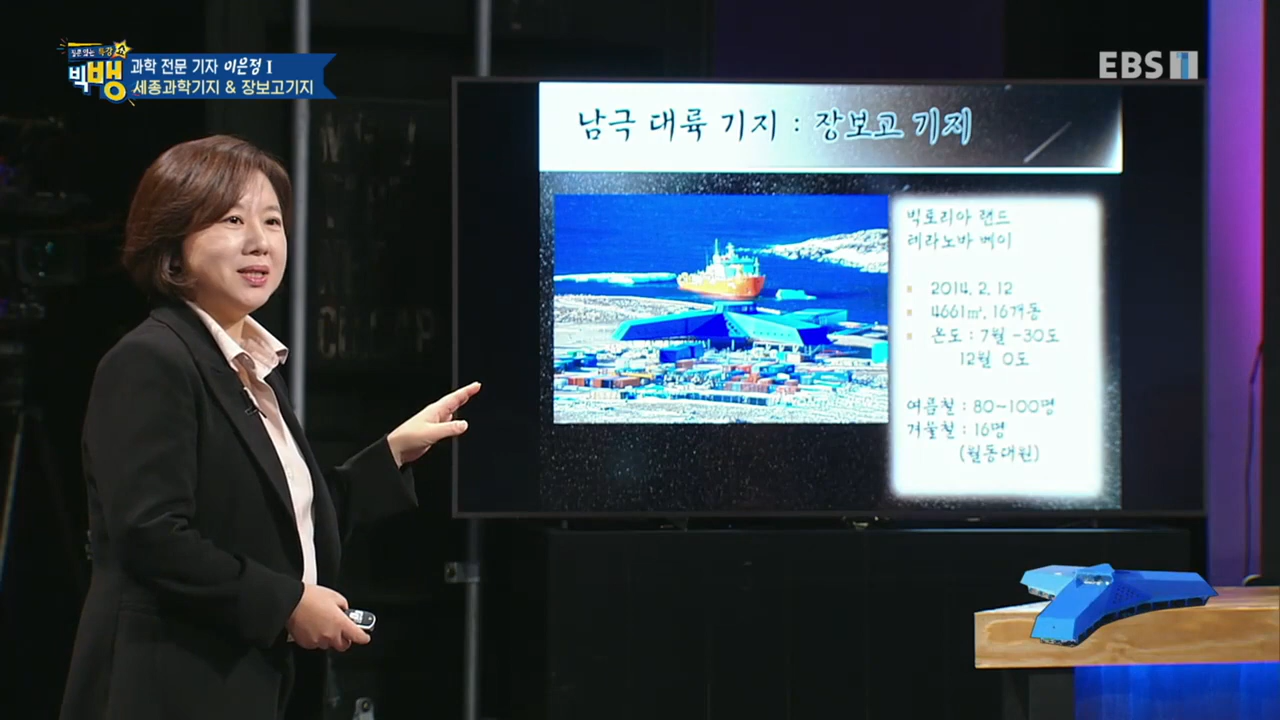 질문있는 특강쇼
빅뱅
과학 전문 기자 이은정 I
세종과학기지 & 장보고기지
EBS 1
남극 대륙 기지 : 장보고 기지
빅토리아 랜드
테라노바 베이
2014. 2. 12
4661㎡, 16개동
온도 : 7월 -30도
12월 0도
여름철 : 80~100명
겨울철 : 16명
(월동대원)